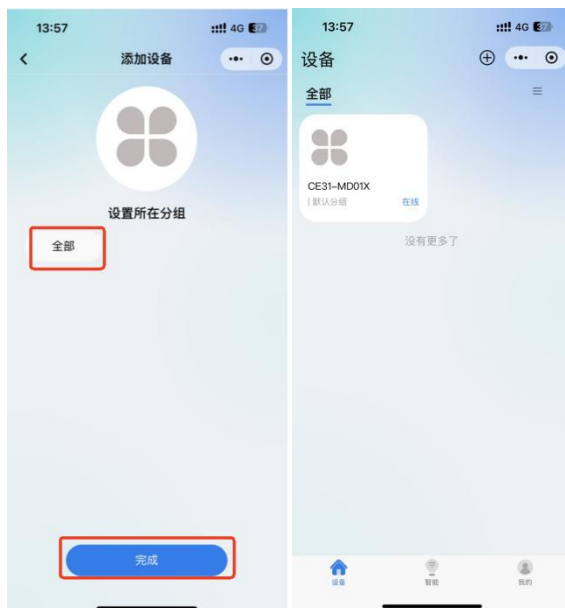 13:57
4G 37
添加设备
设置所在分组
全部
完成
13:57
4G 37
设备
全部
CE31-MD01X
默认分组
在线
没有更多了
设备
智能
我的